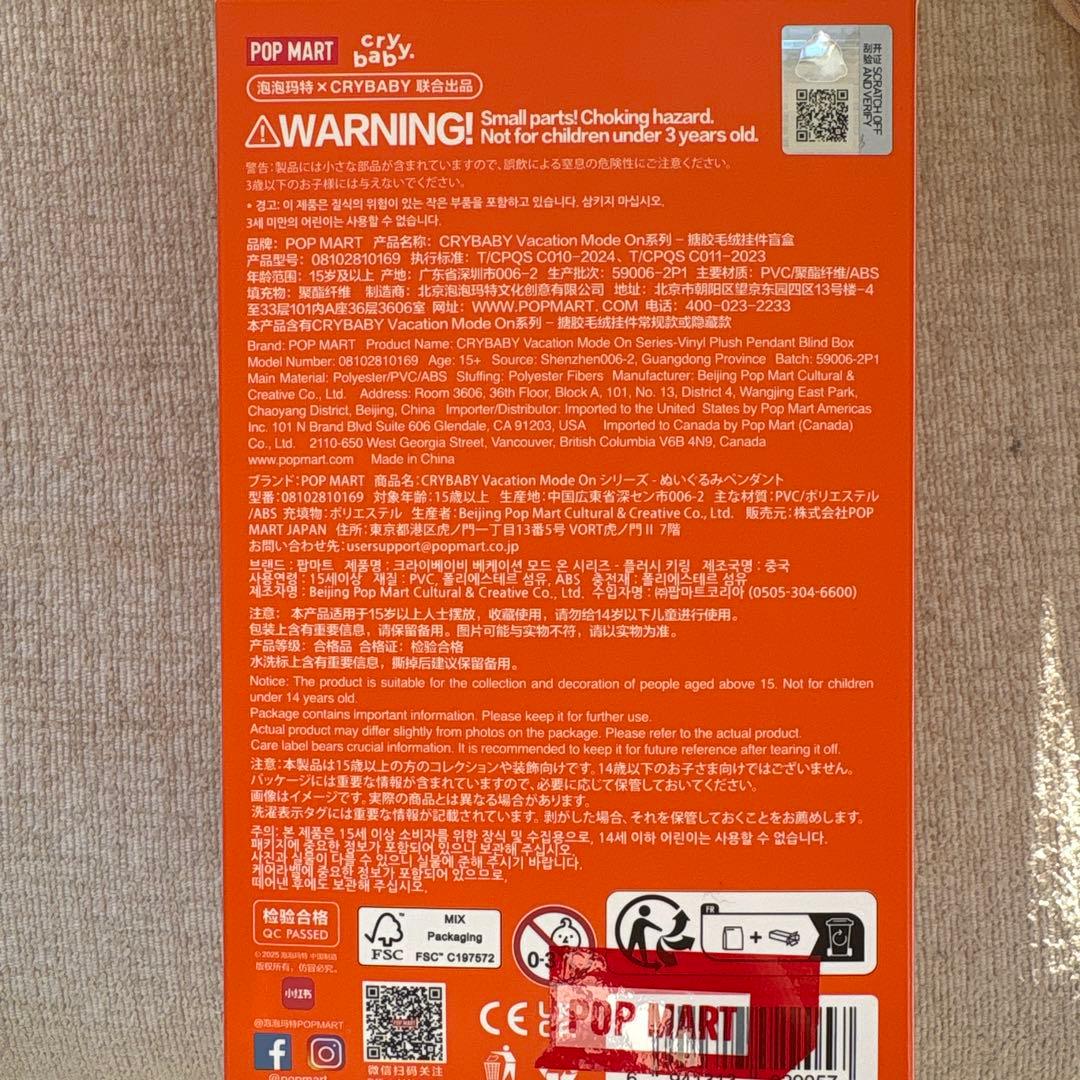 POP MART
cry baby.
刮开 SCRATCH OFF
刮验 AND VERIFY
泡泡玛特×CRYBABY 联合出品
WARNING! Small parts! Choking hazard.
Not for children under 3 years old.
警告:製品には小さな部品が含まれていますので、誤飲による窒息の危険性にご注意ください。
3歳以下のお子様には与えないでください。
* 경고: 이 제품은 질식의 위험이 있는 작은 부품을 포함하고 있습니다. 삼키지 마십시오.
3세 미만의 어린이는 사용할 수 없습니다.
品牌：POP MART 产品名称：CRYBABY Vacation Mode On系列 – 搪胶毛绒挂件盲盒
产品型号：08102810169 执行标准：T/CPQS C010-2024、T/CPQS C011-2023
年龄范围：15岁及以上 产地：广东省深圳市006-2 生产批次：59006-2P1 主要材质：PVC/聚酯纤维/ABS
填充物：聚酯纤维 制造商：北京泡泡玛特文化创意有限公司 地址：北京市朝阳区望京东园四区13号楼-4
至33层101内A座36层3606室 网址：WWW.POPMART.COM 电话：400-023-2233
本产品含有CRYBABY Vacation Mode On系列 – 搪胶毛绒挂件常规款或隐藏款
Brand: POP MART Product Name: CRYBABY Vacation Mode On Series-Vinyl Plush Pendant Blind Box
Model Number: 08102810169 Age: 15+ Source: Shenzhen006-2, Guangdong Province Batch: 59006-2P1
Main Material: Polyester/PVC/ABS Stuffing: Polyester Fibers Manufacturer: Beijing Pop Mart Cultural &
Creative Co., Ltd. Address: Room 3606, 36th Floor, Block A, 101, No. 13, District 4, Wangjing East Park,
Chaoyang District, Beijing, China Importer/Distributor: Imported to the United States by Pop Mart Americas
Inc. 101 N Brand Blvd Suite 606 Glendale, CA 91203, USA Imported to Canada by Pop Mart (Canada)
Co., Ltd. 2110-650 West Georgia Street, Vancouver, British Columbia V6B 4N9, Canada
www.popmart.com Made in China
ブランド:POP MART 商品名:CRYBABY Vacation Mode On シリーズ - ぬいぐるみペンダント
型番:08102810169 対象年齢:15歳以上 生産地:中国広東省深セン市006-2 主な材質:PVC/ポリエステル
/ABS 充填物:ポリエステル 生産者:Beijing Pop Mart Cultural & Creative Co., Ltd. 販売元:株式会社POP
MART JAPAN 住所:東京都港区虎ノ門一丁目13番5号 VORT虎ノ門Ⅱ 7階
お問い合わせ先:usersupport@popmart.co.jp
브랜드 : 팝마트 제품명 : 크라이베이비 베케이션 모드 온 시리즈 - 플러시 키링 제조국명 : 중국
사용연령 : 15세이상 재질 : PVC, 폴리에스테르 섬유, ABS 충전재 : 폴리에스테르 섬유
제조자명 : Beijing Pop Mart Cultural & Creative Co., Ltd. 수입자명 : ㈜팝마트코리아 (0505-304-6600)
注意：本产品适用于15岁以上人士摆放，收藏使用，请勿给14岁以下儿童进行使用。
包装上含有重要信息，请保留备用。图片可能与实物不符，请以实物为准。
产品等级：合格品 合格证：检验合格
水洗标上含有重要信息，撕掉后建议保留备用。
Notice: The product is suitable for the collection and decoration of people aged above 15. Not for children
under 14 years old.
Package contains important information. Please keep it for further use.
Actual product may differ slightly from photos on the package. Please refer to the actual product.
Care label bears crucial information. It is recommended to keep it for future reference after tearing it off.
注意:本製品は15歳以上の方のコレクションや装飾向けです。14歳以下のお子さま向けではございません。
パッケージには重要な情報が含まれていますので、必要に応じて保管しておいてください。
画像はイメージです。実際の商品とは異なる場合があります。
洗濯表示タグには重要な情報が記載されています。剥がした場合、それを保管しておくことをお薦めします。
주의: 본 제품은 15세 이상 소비자를 위한 장식 및 수집용으로, 14세 이하 어린이는 사용할 수 없습니다.
패키지에 중요한 정보가 포함되어 있으니 보관해 주십시오.
사진과 실물이 다를 수 있으니 실물에 준해 주시기 바랍니다.
케어라벨에 중요한 정보가 포함되어 있으므로,
떼어낸 후에도 보관해 주십시오.
检验合格
QC PASSED
FSC
MIX
Packaging
FSC™ C197572
0-3
FR
©2025 泡泡玛特 中国制造
版权所有，仿冒必究。
小红书
@泡泡玛特POPMART
微信扫码关注
CE
POP MART
@popmart